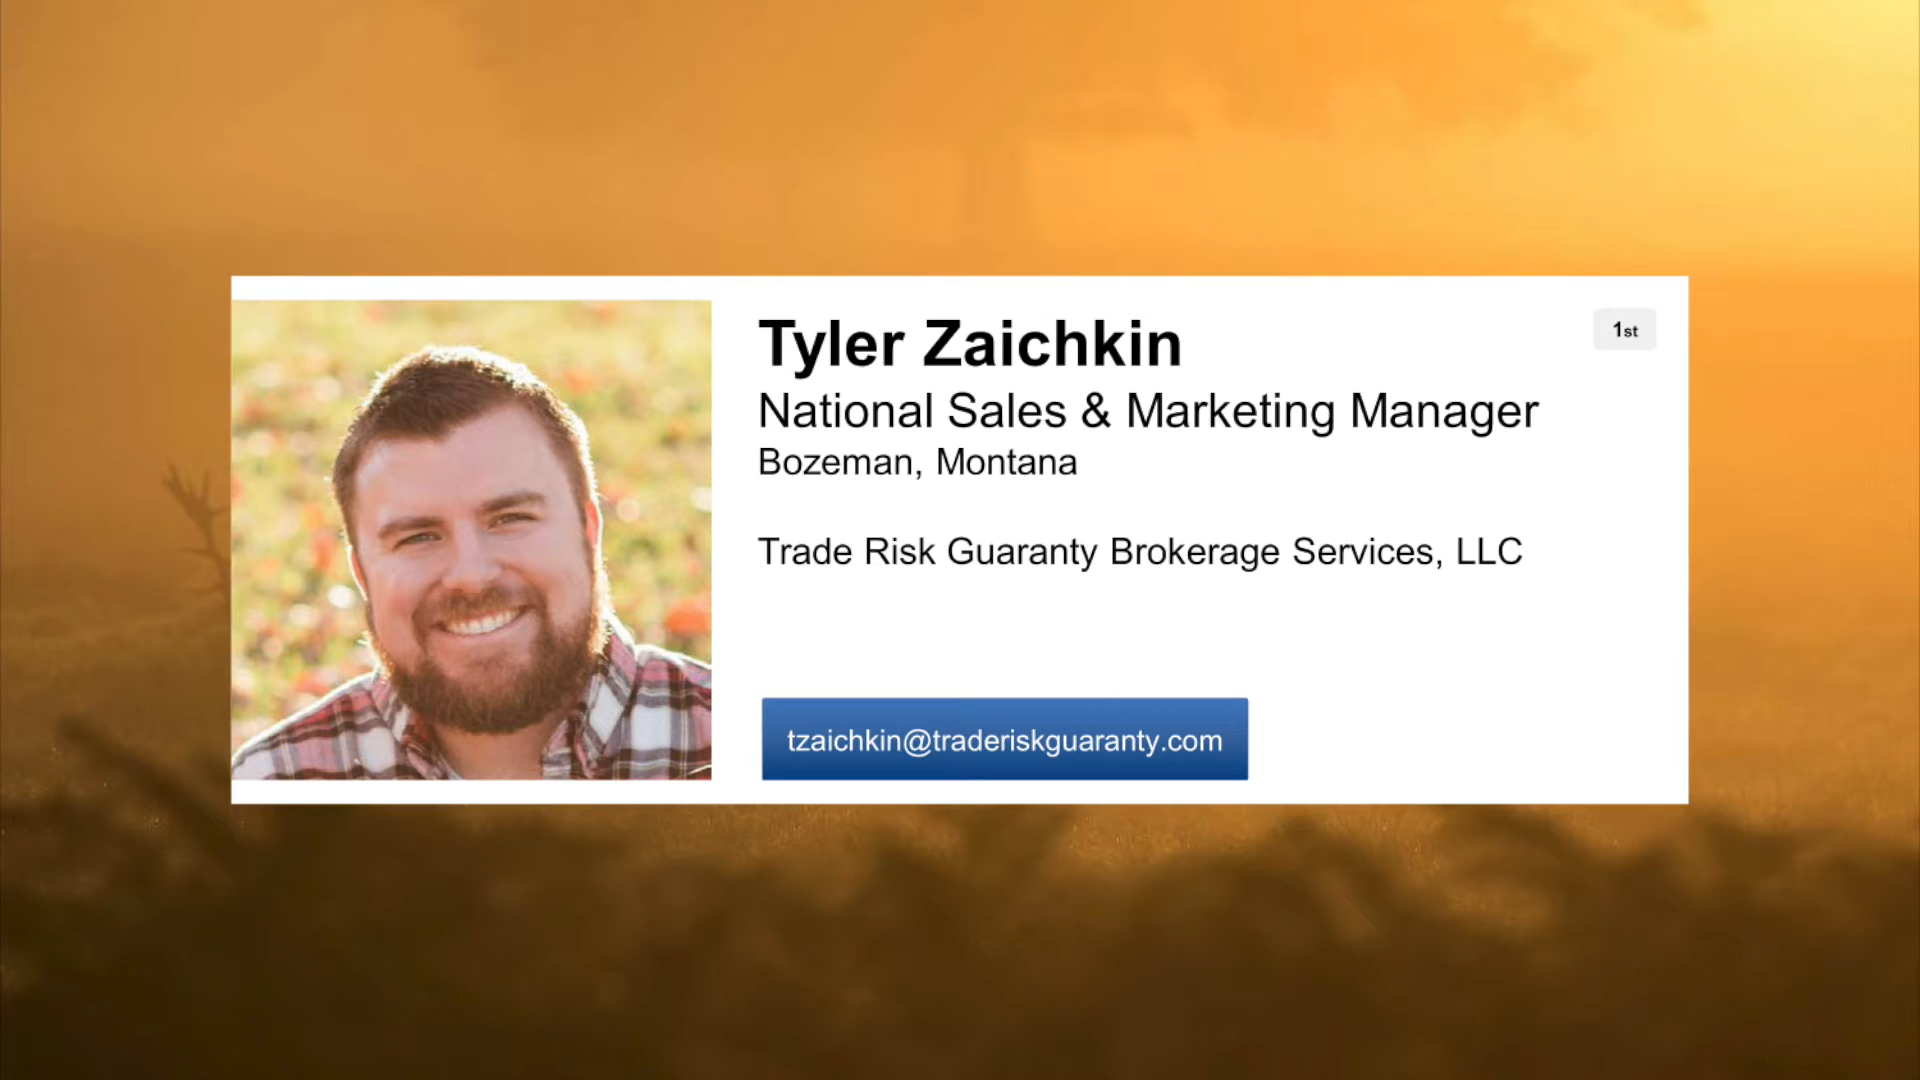 Tyler Zaichkin
1st
National Sales & Marketing Manager
Bozeman, Montana
Trade Risk Guaranty Brokerage Services, LLC
tzaichkin@traderiskguaranty.com